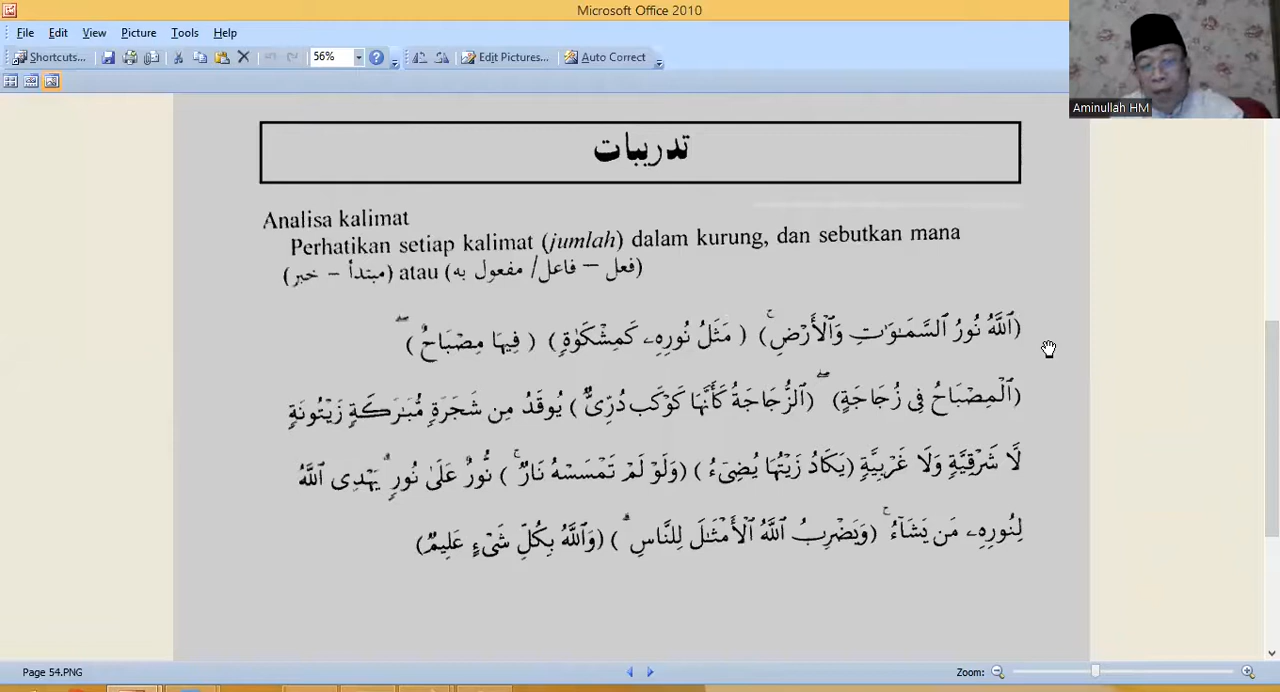 Microsoft Office 2010
File Edit View Picture Tools Help
Shortcuts... 56% Edit Pictures... Auto Correct
Aminullah HM
تدريبات
Analisa kalimat
Perhatikan setiap kalimat (jumlah) dalam kurung, dan sebutkan mana
(مبتدأ – خبر) atau (فعل – فاعل/ مفعول به)
(ٱللَّهُ نُورُ ٱلسَّمَـٰوَٰتِ وَٱلْأَرْضِ ۚ) ( مَثَلُ نُورِهِۦ كَمِشْكَوٰةٍ) ( فِيهَا مِصْبَاحٌ ۖ)
(ٱلْمِصْبَاحُ فِى زُجَاجَةٍ) ۖ (ٱلزُّجَاجَةُ كَأَنَّهَا كَوْكَب دُرِّىٌّ ) يُوقَدُ مِن شَجَرَةٍ مُّبَـٰرَكَةٍ زَيْتُونَةٍ
لَّا شَرْقِيَّةٍ وَلَا غَرْبِيَّةٍ (يَكَادُ زَيْتُهَا يُضِىٓءُ ) (وَلَوْ لَمْ تَمْسَسْهُ نَارٌ ۚ ) نُّورٌ عَلَىٰ نُورٍ ۗ يَهْدِى ٱللَّهُ
لِنُورِهِۦ مَن يَشَآءُ ۚ (وَيَضْرِبُ ٱللَّهُ ٱلْأَمْثَـٰلَ لِلنَّاسِ ۗ ) (وَٱللَّهُ بِكُلِّ شَىْءٍ عَلِيمٌ)
Page 54.PNG Zoom: